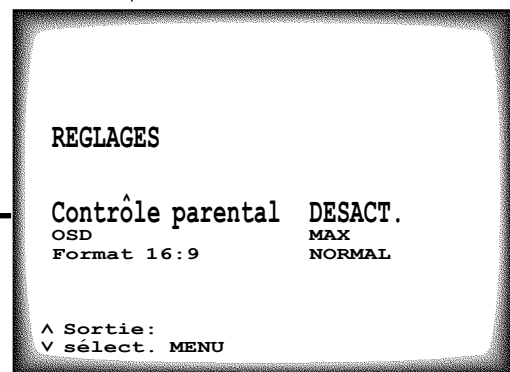 REGLAGES
Contrôle parental DESACT.
OSD MAX
Format 16:9 NORMAL
^ Sortie:
v sélect. MENU